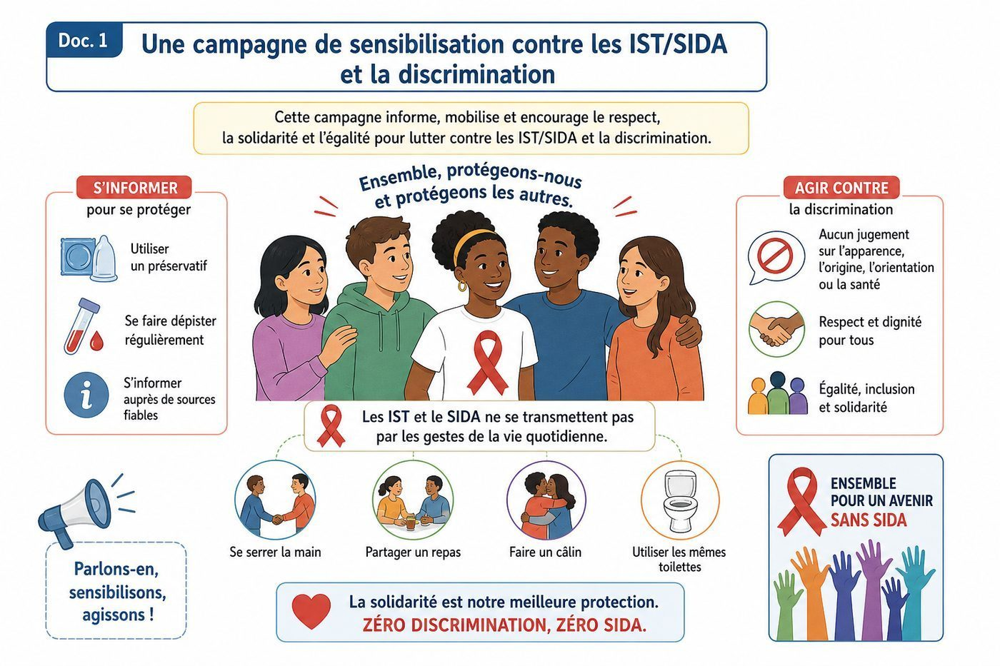 Doc. 1
Une campagne de sensibilisation contre les IST/SIDA
et la discrimination
Cette campagne informe, mobilise et encourage le respect,
la solidarité et l'égalité pour lutter contre les IST/SIDA et la discrimination.
Ensemble, protégeons-nous
et protégeons les autres.
S'INFORMER
pour se protéger
Utiliser
un préservatif
Se faire dépister
régulièrement
i
S'informer
auprès de sources
fiables
AGIR CONTRE
la discrimination
Aucun jugement
sur l'apparence,
l'origine, l'orientation
ou la santé
Respect et dignité
pour tous
Égalité, inclusion
et solidarité
Les IST et le SIDA ne se transmettent pas
par les gestes de la vie quotidienne.
Se serrer la main
Partager un repas
Faire un câlin
Utiliser les mêmes
toilettes
Parlons-en,
sensibilisons,
agissons !
La solidarité est notre meilleure protection.
ZÉRO DISCRIMINATION, ZÉRO SIDA.
ENSEMBLE
POUR UN AVENIR
SANS SIDA